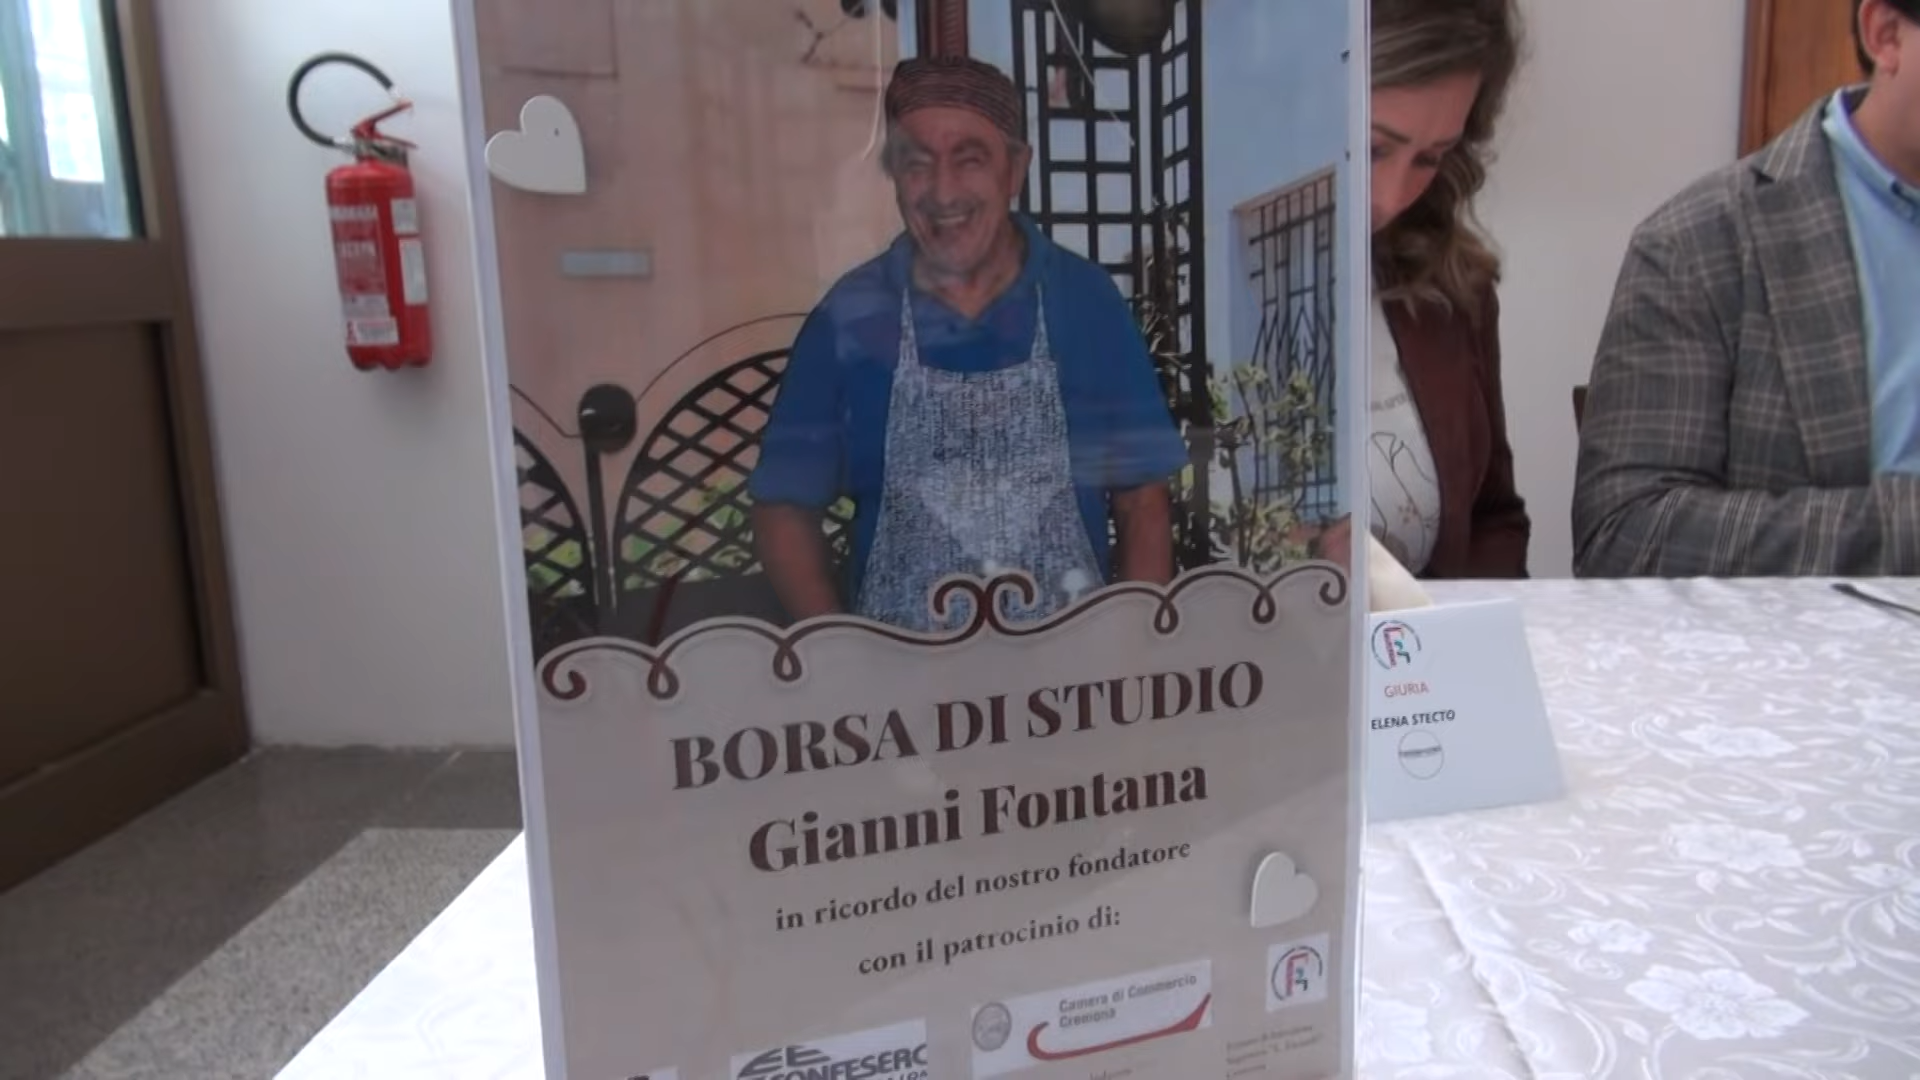 BORSA DI STUDIO
Gianni Fontana
in ricordo del nostro fondatore
con il patrocinio di:
Camera di Commercio
Cremona
CONFESERC
GIURIA
ELENA STECTO